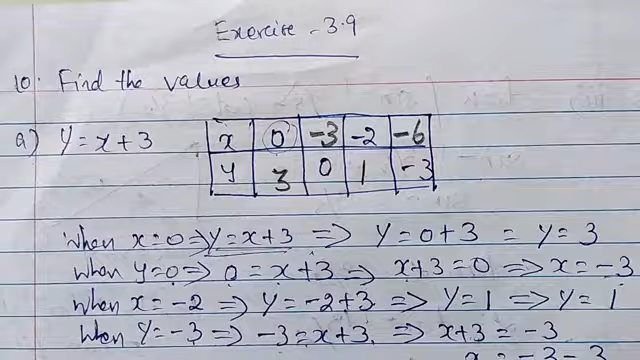 Exercise - 3.9
10. Find the values
a) y = x + 3 x 0 -3 -2 -6
y 3 0 1 -3
When x=0 ⇒ y=x+3 ⇒ y=0+3 = y=3
when y=0 ⇒ 0=x+3 ⇒ x+3=0 ⇒ x=-3
when x=-2 ⇒ y=-2+3 ⇒ y=1 ⇒ y=1
when y=-3 ⇒ -3=x+3. ⇒ x+3=-3
x=-3-3